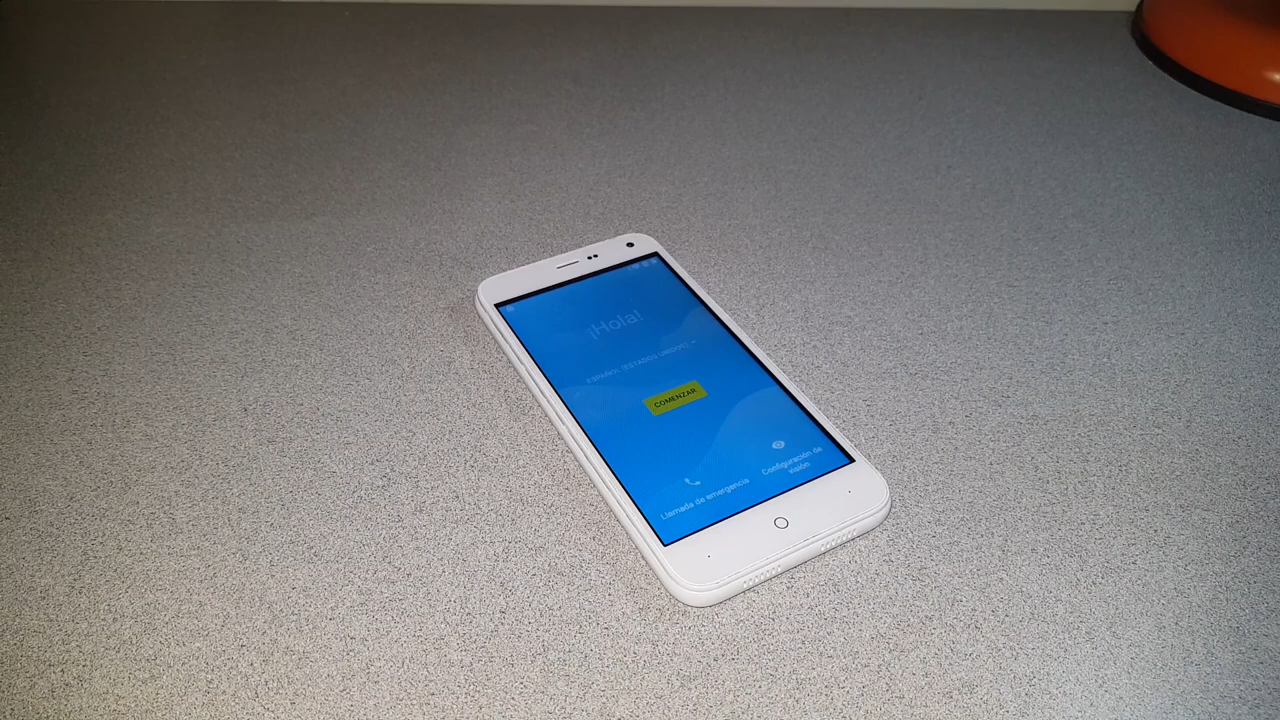 ¡Hola!
ESPAÑOL (ESTADOS UNIDOS)
COMENZAR
Llamada de emergencia
Configuración de
visión